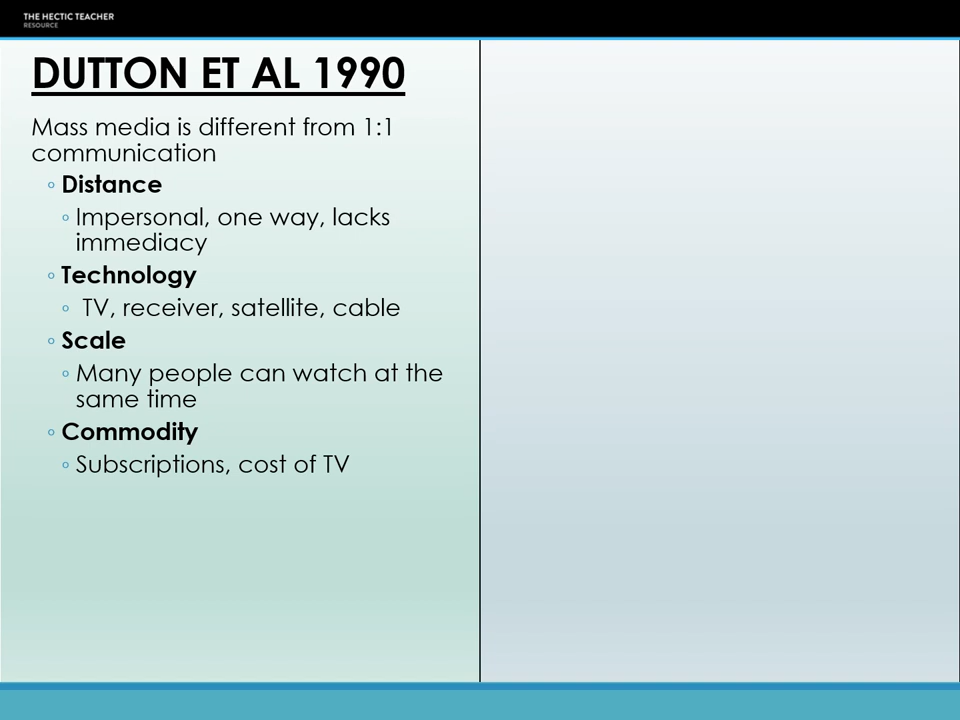 THE HECTIC TEACHER
RESOURCE
DUTTON ET AL 1990
Mass media is different from 1:1
communication
◦ Distance
◦ Impersonal, one way, lacks
immediacy
◦ Technology
◦ TV, receiver, satellite, cable
◦ Scale
◦ Many people can watch at the
same time
◦ Commodity
◦ Subscriptions, cost of TV